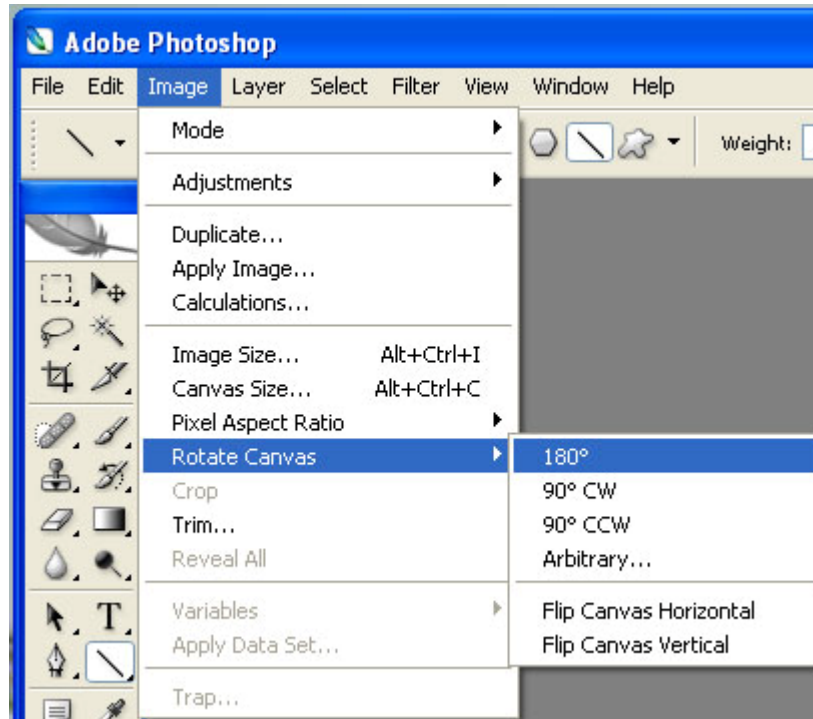 Adobe Photoshop
File Edit Image Layer Select Filter View Window Help
Weight:
Mode
Adjustments
Duplicate...
Apply Image...
Calculations...
Image Size... Alt+Ctrl+I
Canvas Size... Alt+Ctrl+C
Pixel Aspect Ratio
Rotate Canvas
Crop
Trim...
Reveal All
Variables
Apply Data Set...
Trap...
180°
90° CW
90° CCW
Arbitrary...
Flip Canvas Horizontal
Flip Canvas Vertical